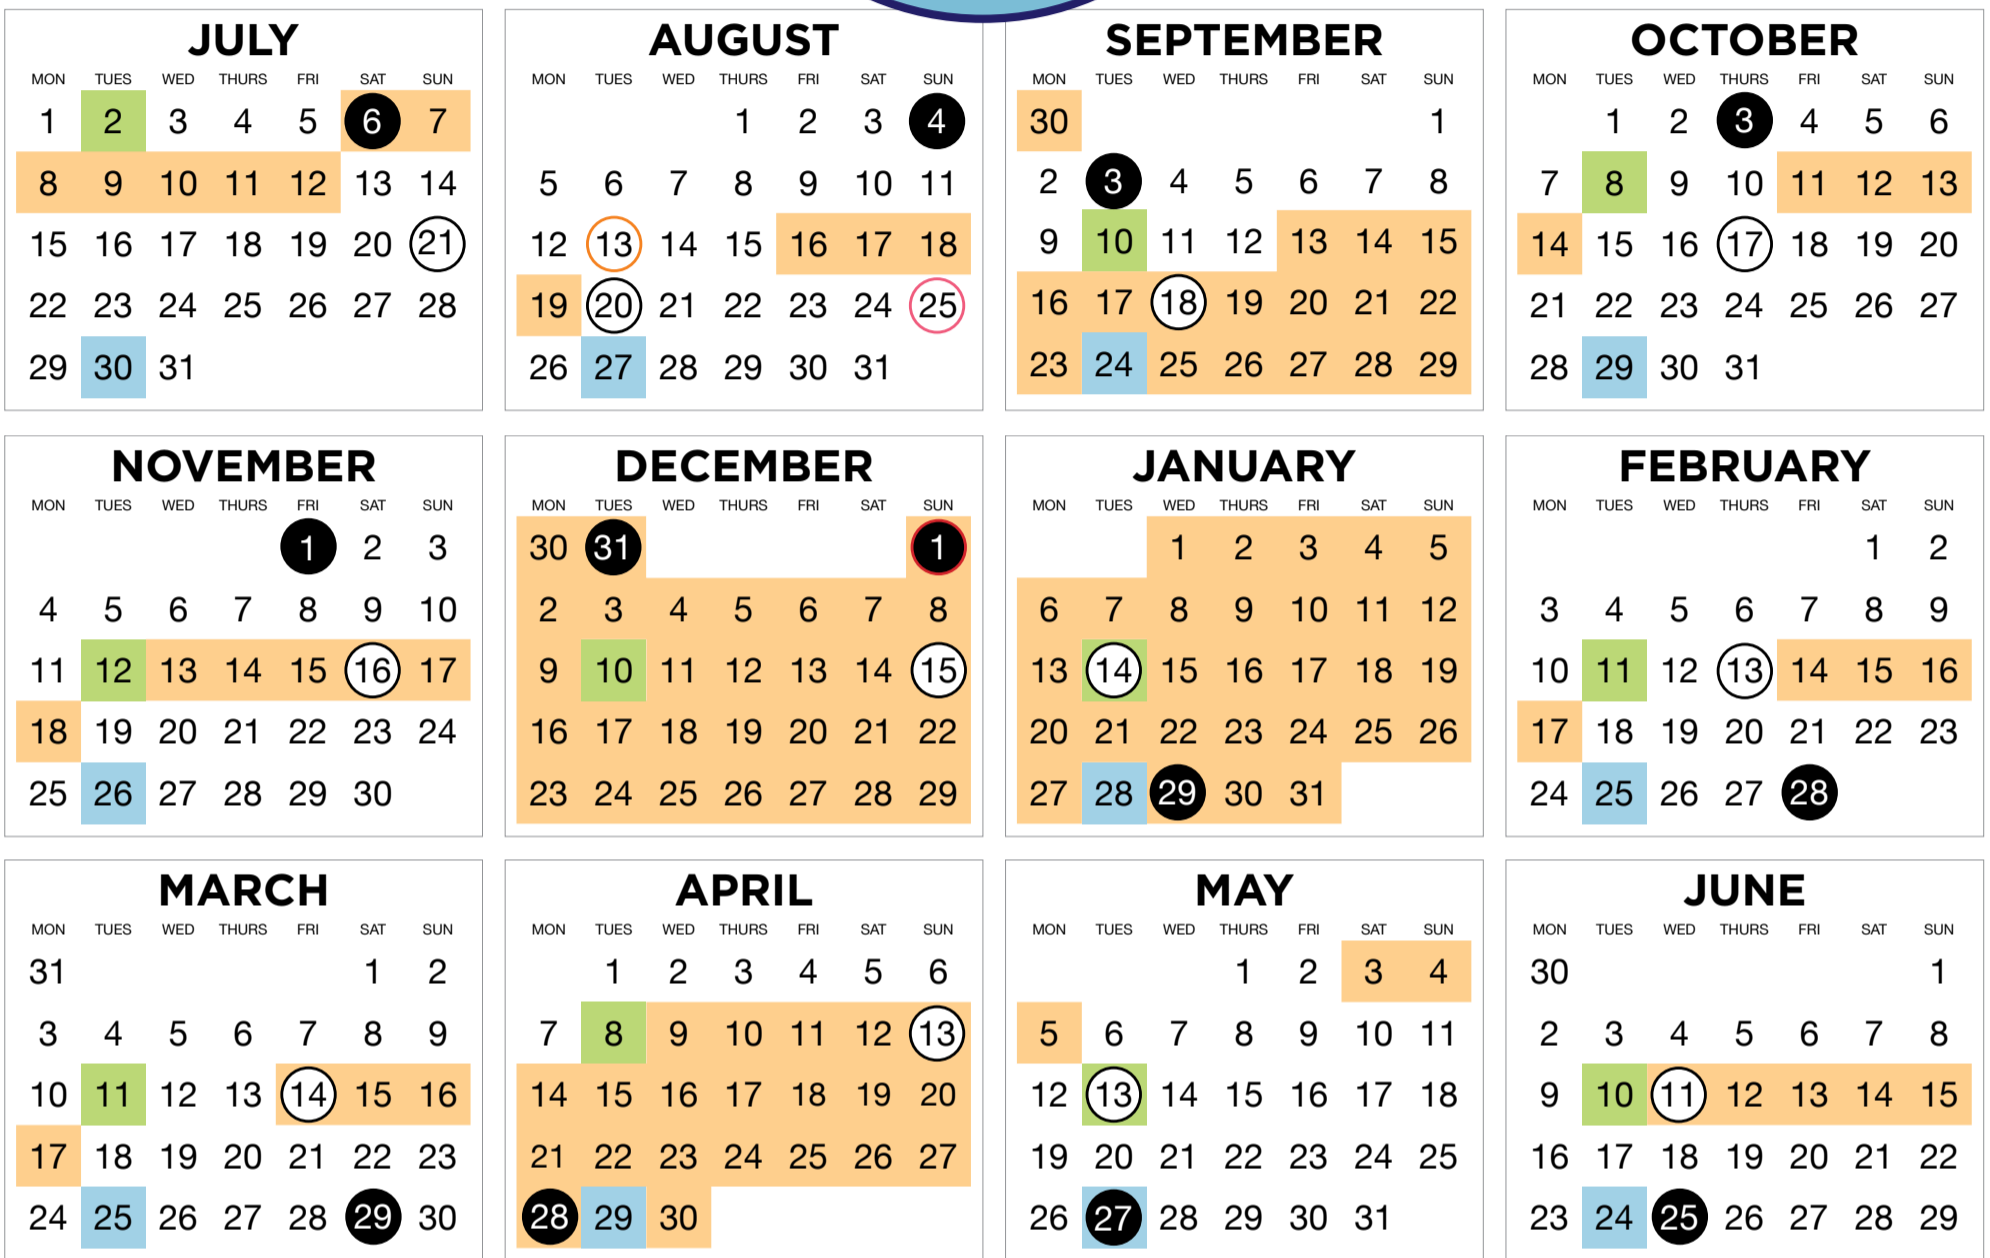 JULY
MON TUES WED THURS FRI SAT SUN
1 2 3 4 5 6 7
8 9 10 11 12 13 14
15 16 17 18 19 20 21
22 23 24 25 26 27 28
29 30 31
AUGUST
MON TUES WED THURS FRI SAT SUN
1 2 3 4
5 6 7 8 9 10 11
12 13 14 15 16 17 18
19 20 21 22 23 24 25
26 27 28 29 30 31
SEPTEMBER
MON TUES WED THURS FRI SAT SUN
30 1
2 3 4 5 6 7 8
9 10 11 12 13 14 15
16 17 18 19 20 21 22
23 24 25 26 27 28 29
OCTOBER
MON TUES WED THURS FRI SAT SUN
1 2 3 4 5 6
7 8 9 10 11 12 13
14 15 16 17 18 19 20
21 22 23 24 25 26 27
28 29 30 31
NOVEMBER
MON TUES WED THURS FRI SAT SUN
1 2 3
4 5 6 7 8 9 10
11 12 13 14 15 16 17
18 19 20 21 22 23 24
25 26 27 28 29 30
DECEMBER
MON TUES WED THURS FRI SAT SUN
30 31 1
2 3 4 5 6 7 8
9 10 11 12 13 14 15
16 17 18 19 20 21 22
23 24 25 26 27 28 29
JANUARY
MON TUES WED THURS FRI SAT SUN
1 2 3 4 5
6 7 8 9 10 11 12
13 14 15 16 17 18 19
20 21 22 23 24 25 26
27 28 29 30 31
FEBRUARY
MON TUES WED THURS FRI SAT SUN
1 2
3 4 5 6 7 8 9
10 11 12 13 14 15 16
17 18 19 20 21 22 23
24 25 26 27 28
MARCH
MON TUES WED THURS FRI SAT SUN
31 1 2
3 4 5 6 7 8 9
10 11 12 13 14 15 16
17 18 19 20 21 22 23
24 25 26 27 28 29 30
APRIL
MON TUES WED THURS FRI SAT SUN
1 2 3 4 5 6
7 8 9 10 11 12 13
14 15 16 17 18 19 20
21 22 23 24 25 26 27
28 29 30
MAY
MON TUES WED THURS FRI SAT SUN
1 2 3 4
5 6 7 8 9 10 11
12 13 14 15 16 17 18
19 20 21 22 23 24 25
26 27 28 29 30 31
JUNE
MON TUES WED THURS FRI SAT SUN
30 1
2 3 4 5 6 7 8
9 10 11 12 13 14 15
16 17 18 19 20 21 22
23 24 25 26 27 28 29